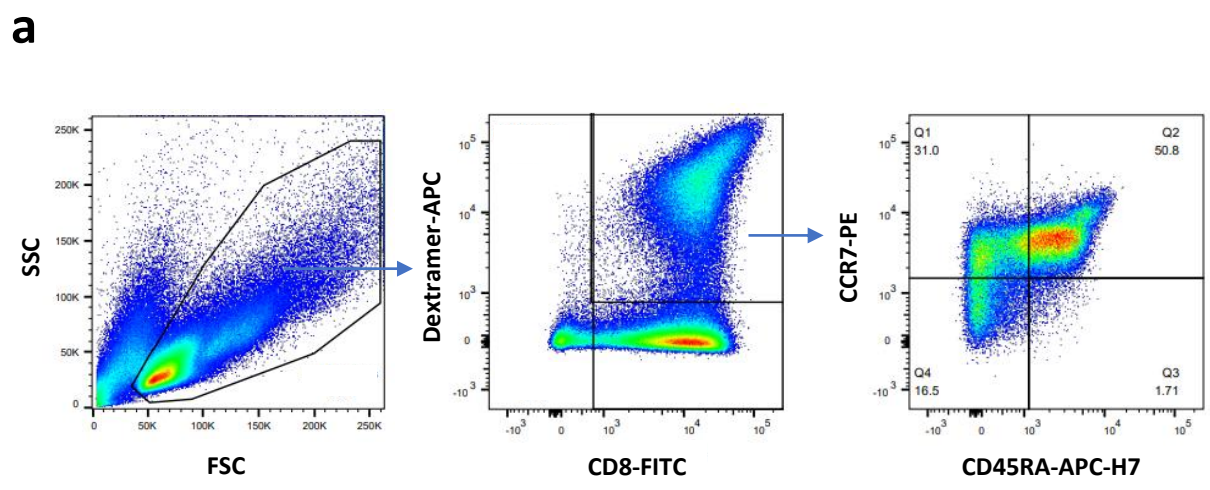 a
SSC
250K
200K
150K
100K
50K
0
0 50K 100K 150K 200K 250K
FSC
Dextramer-APC
10^5
10^4
10^3
0
-10^3
-10^3 0 10^3 10^4 10^5
CD8-FITC
CCR7-PE
10^5
10^4
10^3
0
-10^3
Q1
31.0
Q2
50.8
Q4
16.5
Q3
1.71
-10^3 0 10^3 10^4 10^5
CD45RA-APC-H7